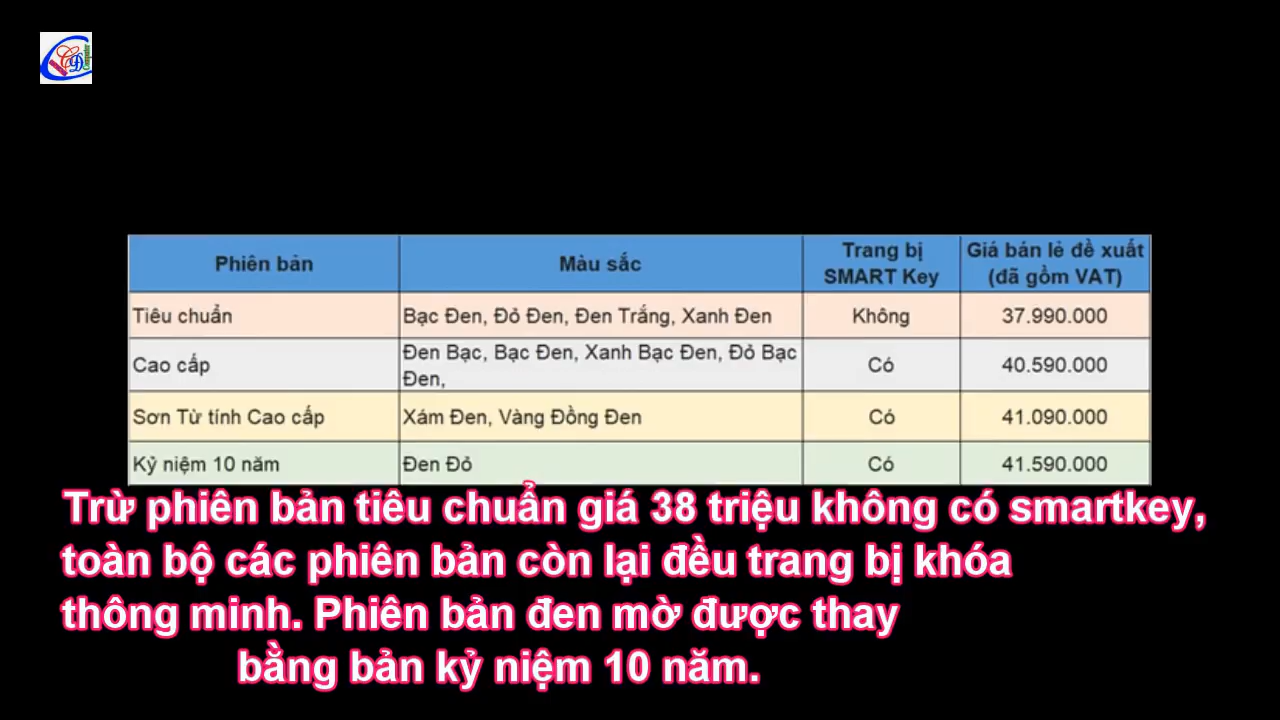 Computer
Phiên bản Màu sắc Trang bị SMART Key Giá bán lẻ đề xuất (đã gồm VAT)
Tiêu chuẩn Bạc Đen, Đỏ Đen, Đen Trắng, Xanh Đen Không 37.990.000
Cao cấp Đen Bạc, Bạc Đen, Xanh Bạc Đen, Đỏ Bạc Đen, Có 40.590.000
Sơn Từ tính Cao cấp Xám Đen, Vàng Đồng Đen Có 41.090.000
Kỷ niệm 10 năm Đen Đỏ Có 41.590.000
Trừ phiên bản tiêu chuẩn giá 38 triệu không có smartkey,
toàn bộ các phiên bản còn lại đều trang bị khóa
thông minh. Phiên bản đen mờ được thay
bằng bản kỷ niệm 10 năm.